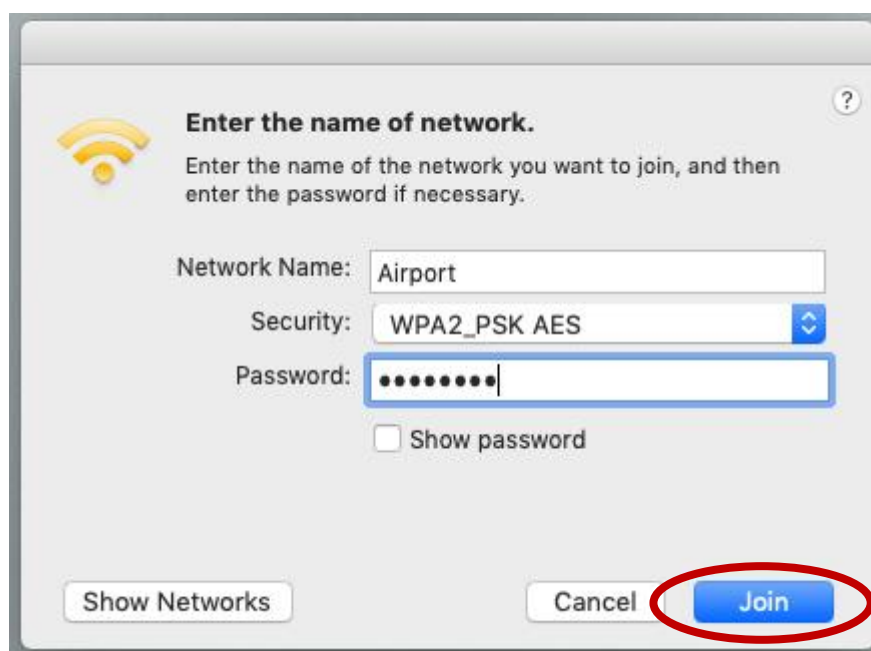 ?
Enter the name of network.
Enter the name of the network you want to join, and then
enter the password if necessary.
Network Name: Airport
Security: WPA2_PSK AES
Password: ••••••••
Show password
Show Networks Cancel Join